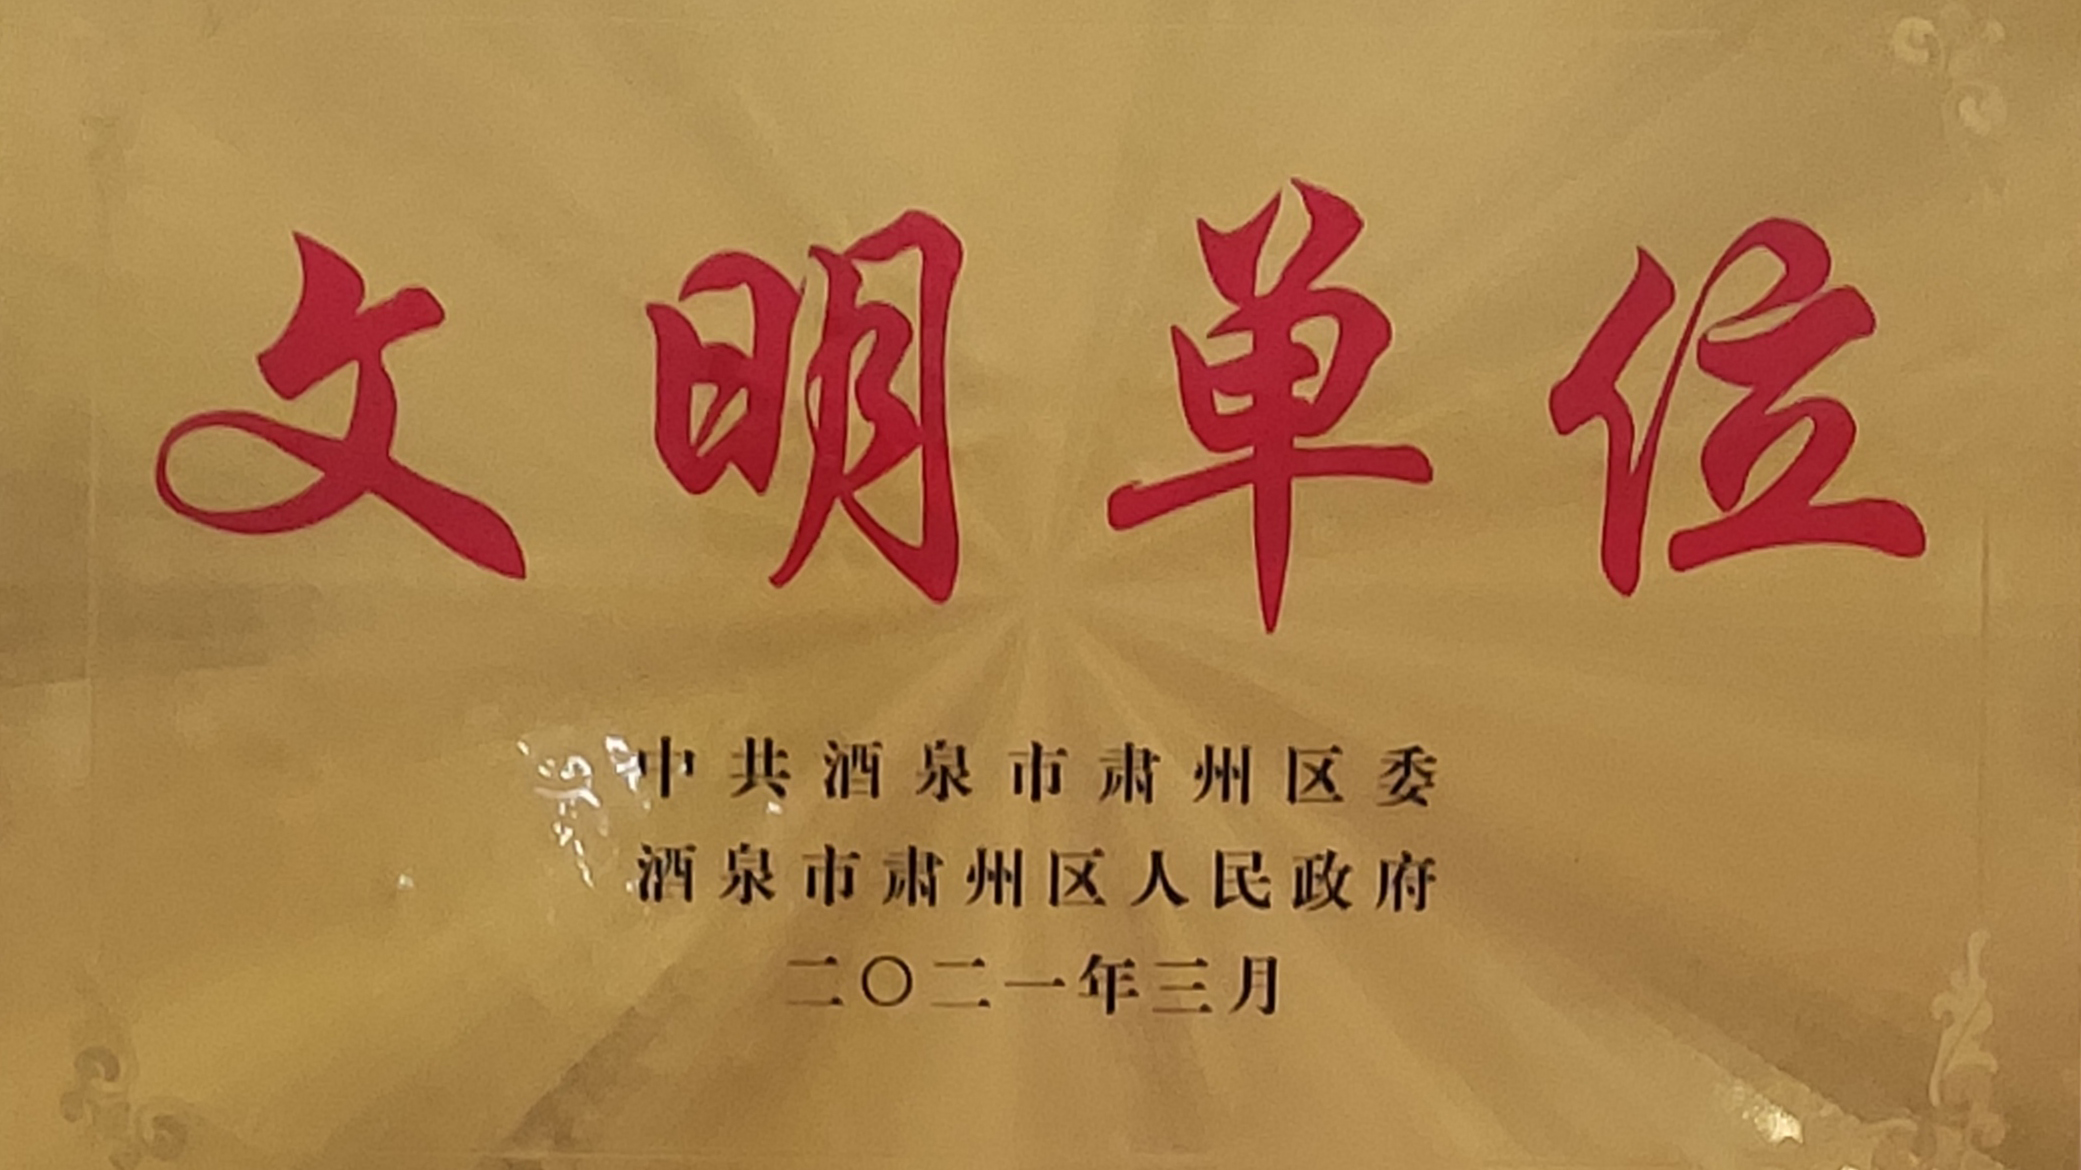 文明单位
中共酒泉市肃州区委
酒泉市肃州区人民政府
二〇二一年三月